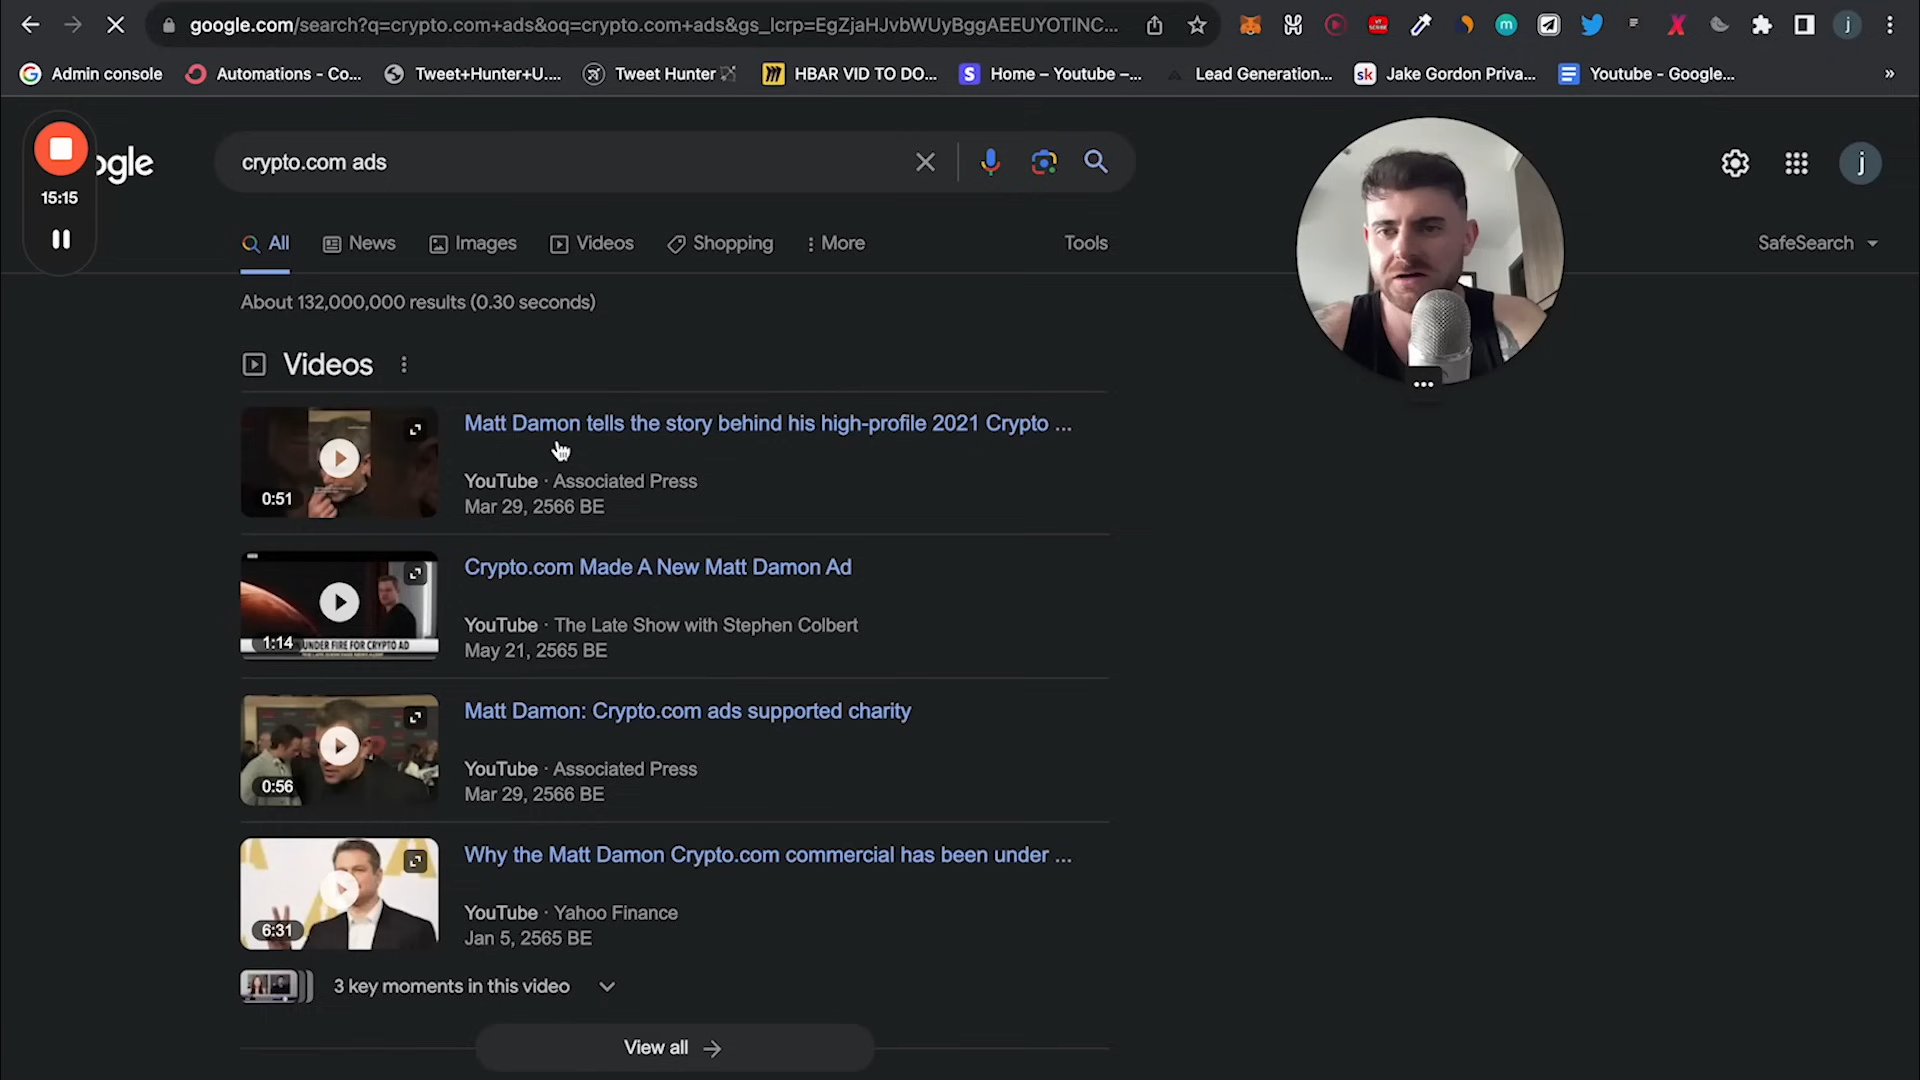 google.com/search?q=crypto.com+ads&oq=crypto.com+ads&gs_lcrp=EgZjaHJvbWUyBggAEEUYOTINC...
j
Admin console
Automations - Co...
Tweet+Hunter+U....
Tweet Hunter
HBAR VID TO DO...
S
Home – Youtube –...
Lead Generation...
sk
Jake Gordon Priva...
Youtube - Google...
»
ogle
crypto.com ads
j
15:15
All
News
Images
Videos
Shopping
More
Tools
SafeSearch
About 132,000,000 results (0.30 seconds)
Videos
Matt Damon tells the story behind his high-profile 2021 Crypto ...
0:51
YouTube · Associated Press
Mar 29, 2566 BE
Crypto.com Made A New Matt Damon Ad
1:14
UNDER FIRE FOR CRYPTO AD
YouTube · The Late Show with Stephen Colbert
May 21, 2565 BE
Matt Damon: Crypto.com ads supported charity
0:56
YouTube · Associated Press
Mar 29, 2566 BE
Why the Matt Damon Crypto.com commercial has been under ...
6:31
YouTube · Yahoo Finance
Jan 5, 2565 BE
3 key moments in this video
View all